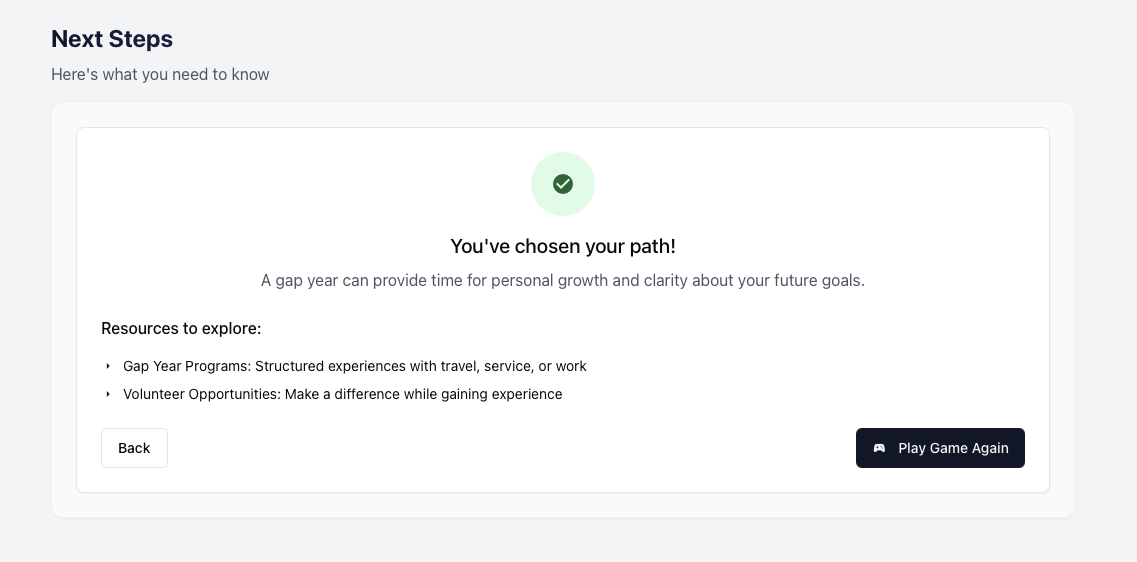 Next Steps
Here's what you need to know
You've chosen your path!
A gap year can provide time for personal growth and clarity about your future goals.
Resources to explore:
Gap Year Programs: Structured experiences with travel, service, or work
Volunteer Opportunities: Make a difference while gaining experience
Back
Play Game Again